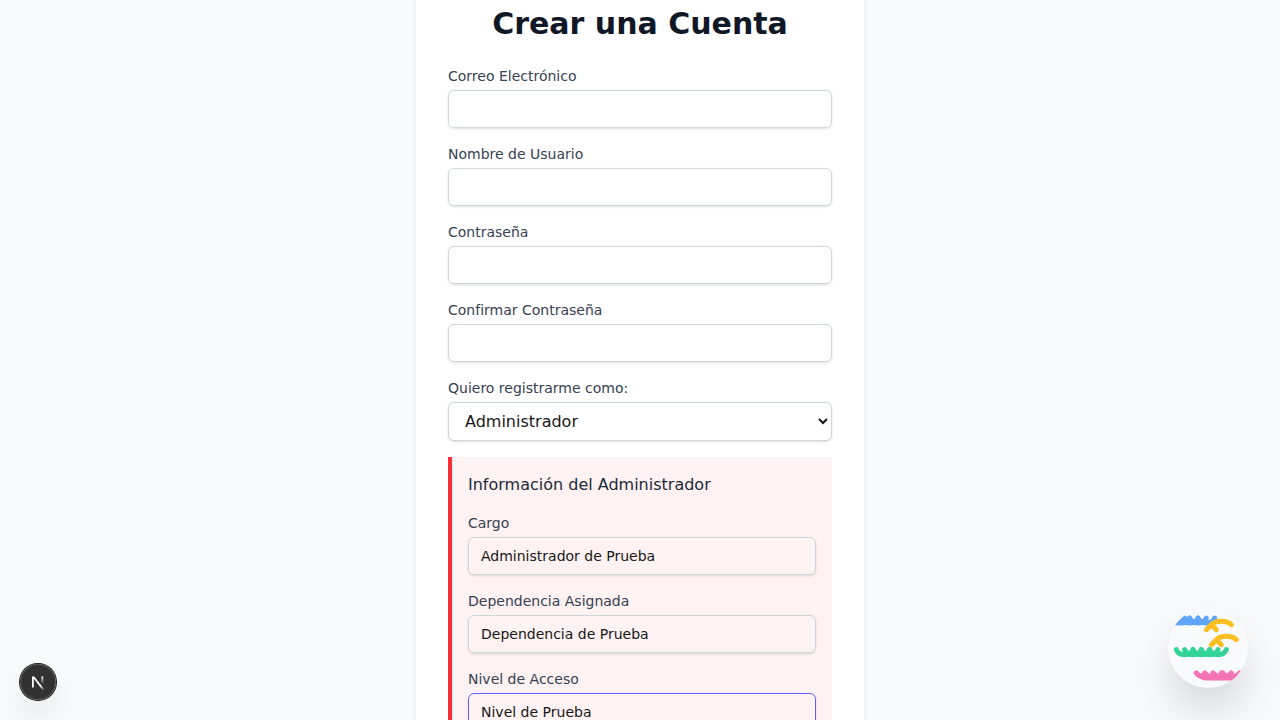 Crear una Cuenta
Correo Electrónico
Nombre de Usuario
Contraseña
Confirmar Contraseña
Quiero registrarme como:
Administrador
Información del Administrador
Cargo
Administrador de Prueba
Dependencia Asignada
Dependencia de Prueba
Nivel de Acceso
Nivel de Prueba
N